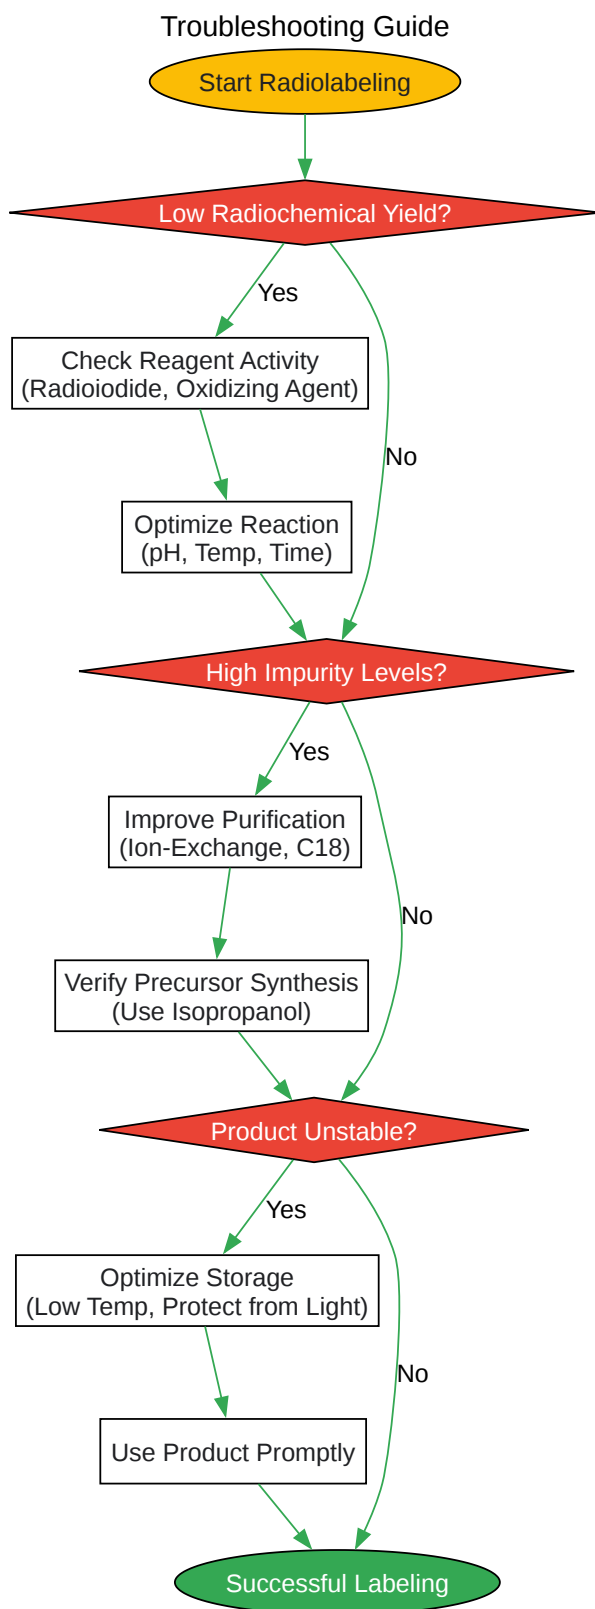 Troubleshooting Guide
Start Radiolabeling
Low Radiochemical Yield?
Yes
Check Reagent Activity
(Radioiodide, Oxidizing Agent)
No
Optimize Reaction
(pH, Temp, Time)
High Impurity Levels?
Yes
Improve Purification
(Ion-Exchange, C18)
No
Verify Precursor Synthesis
(Use Isopropanol)
Product Unstable?
Yes
Optimize Storage
(Low Temp, Protect from Light)
No
Use Product Promptly
Successful Labeling